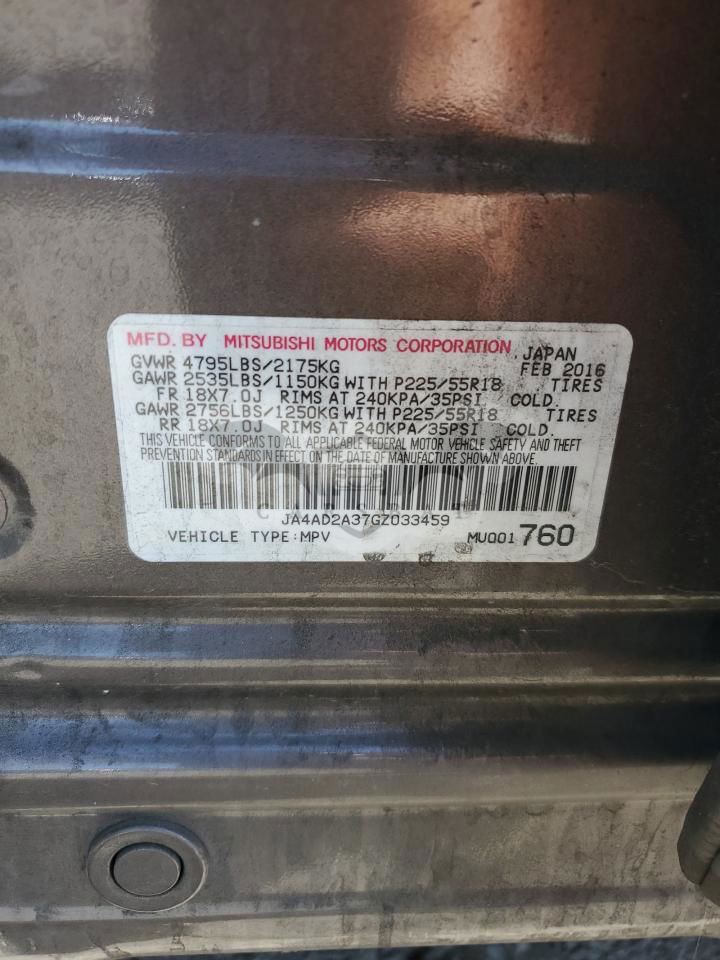 MFD. BY MITSUBISHI MOTORS CORPORATION JAPAN
GVWR 4795LBS/2175KG FEB 2016
GAWR 2535LBS/1150KG WITH P225/55R18 TIRES
FR 18X7.0J RIMS AT 240KPA/35PSI COLD.
GAWR 2756LBS/1250KG WITH P225/55R18 TIRES
RR 18X7.0J RIMS AT 240KPA/35PSI COLD.
THIS VEHICLE CONFORMS TO ALL APPLICABLE FEDERAL MOTOR VEHICLE SAFETY AND THEFT
PREVENTION STANDARDS IN EFFECT ON THE DATE OF MANUFACTURE SHOWN ABOVE.
JA4AD2A37GZ033459
VEHICLE TYPE:MPV MUQ01 760